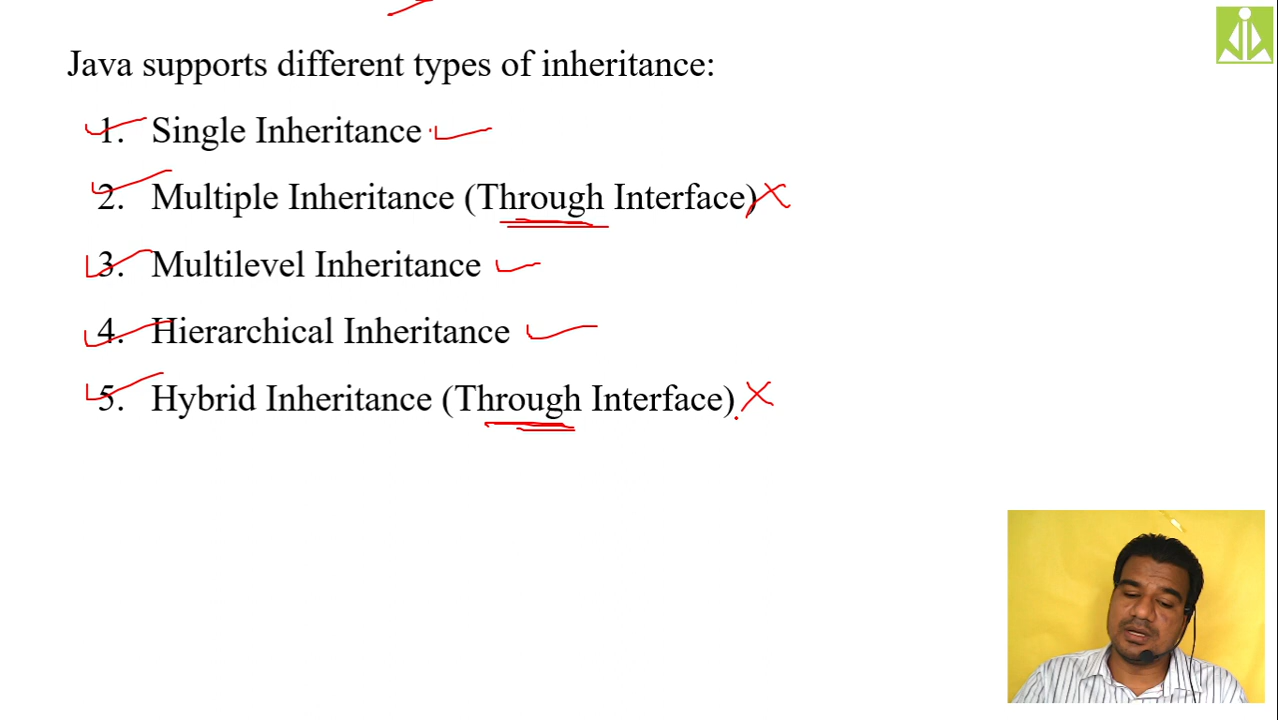 Java supports different types of inheritance:
1. Single Inheritance
2. Multiple Inheritance (Through Interface)
3. Multilevel Inheritance
4. Hierarchical Inheritance
5. Hybrid Inheritance (Through Interface)